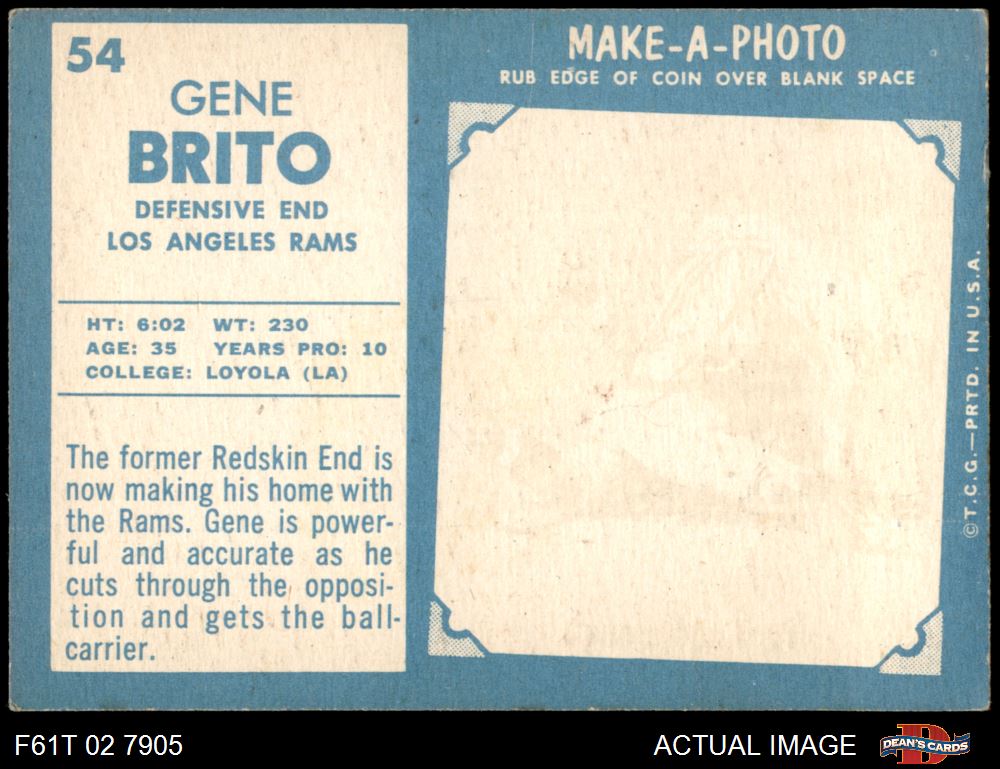 54
GENE
BRITO
DEFENSIVE END
LOS ANGELES RAMS
HT: 6:02 WT: 230
AGE: 35 YEARS PRO: 10
COLLEGE: LOYOLA (LA)
The former Redskin End is
now making his home with
the Rams. Gene is power-
ful and accurate as he
cuts through the opposi-
tion and gets the ball-
carrier.
MAKE-A-PHOTO
RUB EDGE OF COIN OVER BLANK SPACE
©T.C.G.—PRTD. IN U.S.A.
F61T 02 7905
ACTUAL IMAGE
DEAN'S CARDS